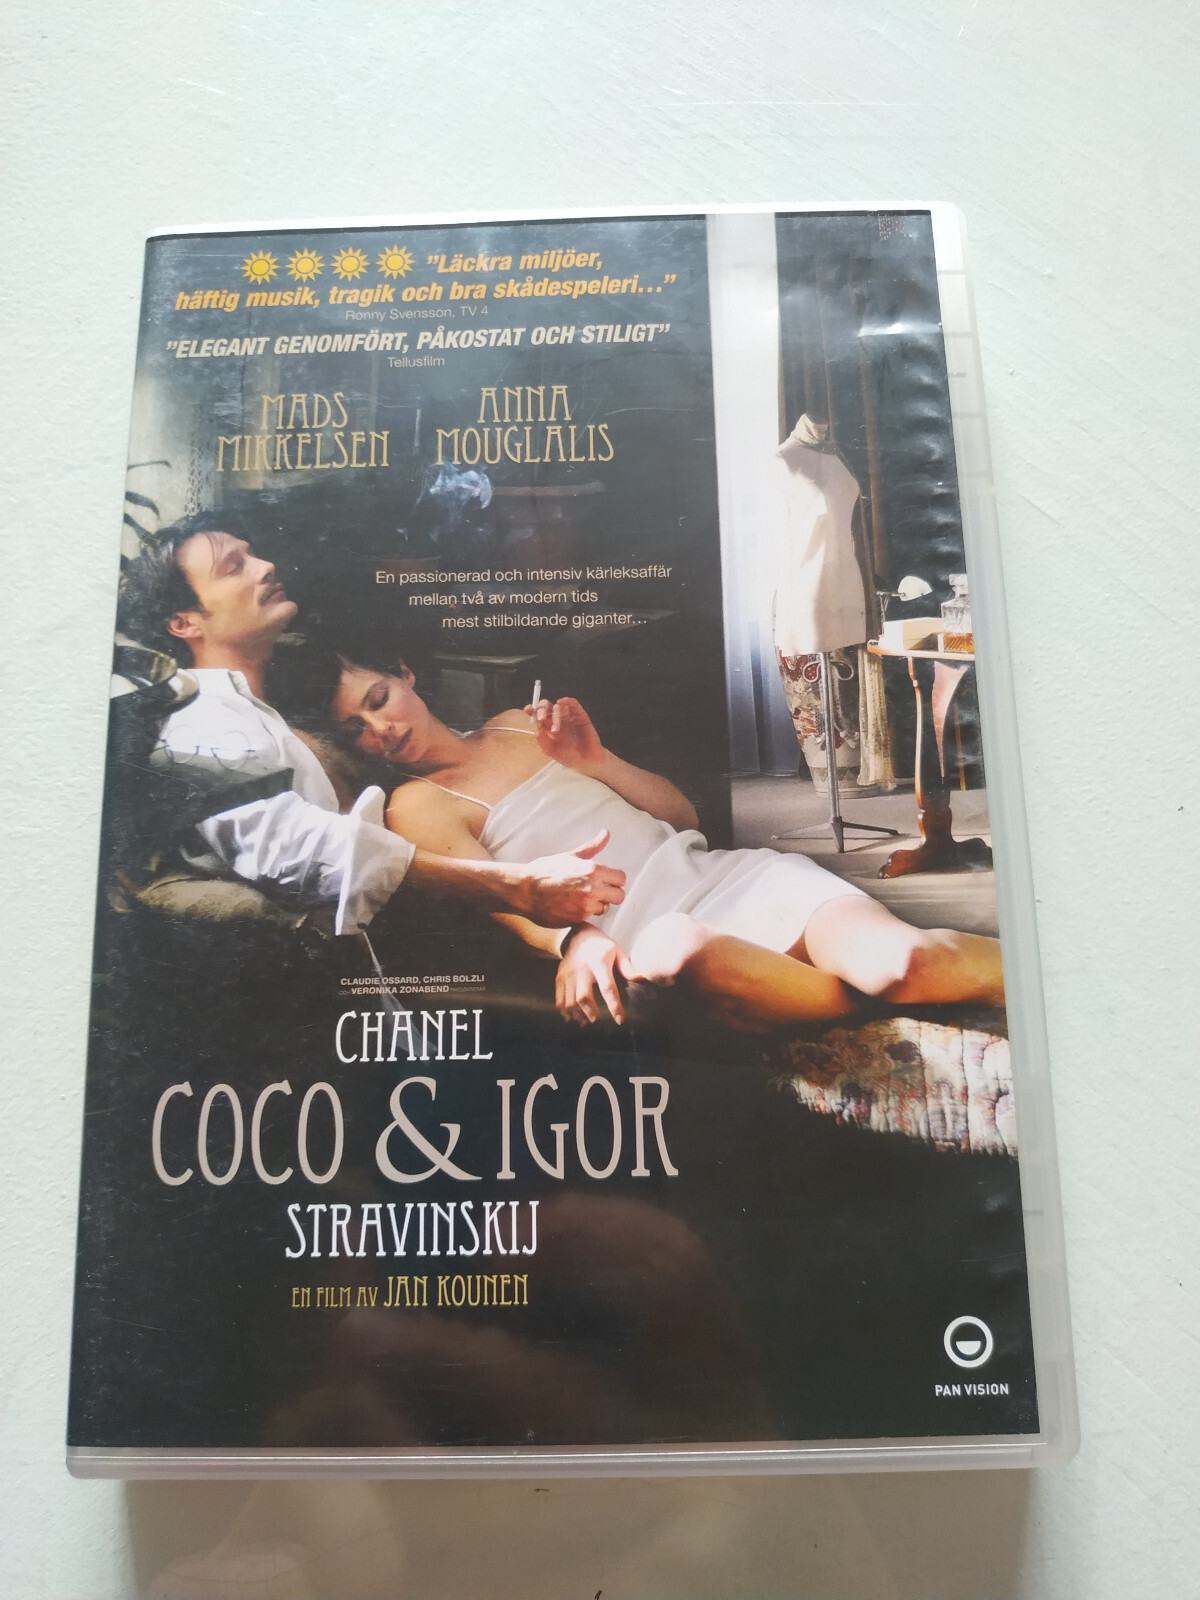 "Läckra miljöer,
häftig musik, tragik och bra skådespeleri..."
Ronny Svensson, TV 4
"ELEGANT GENOMFÖRT, PÅKOSTAT OCH STILIGT"
Tellusfilm
MADS
MIKKELSEN
ANNA
MOUGLALIS
En passionerad och intensiv kärleksaffär
mellan två av modern tids
mest stilbildande giganter...
CLAUDIE OSSARD, CHRIS BOLZLI
VERONIKA ZONABEND
CHANEL
COCO & IGOR
STRAVINSKIJ
EN FILM AV JAN KOUNEN
PAN VISION